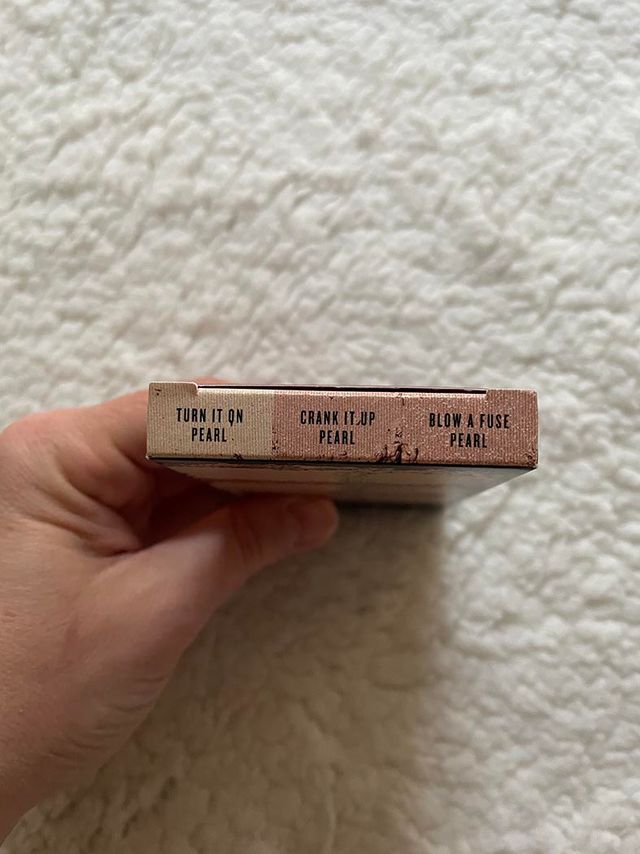 TURN IT ON
PEARL
CRANK IT UP
PEARL
BLOW A FUSE
PEARL